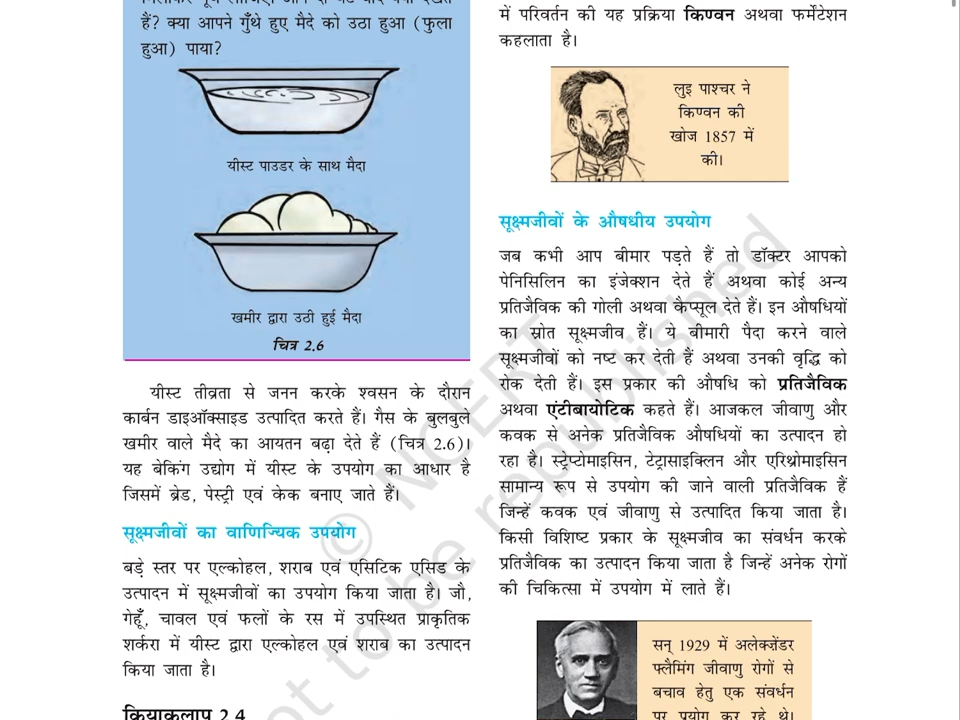 हैं? क्या आपने गुँथे हुए मैदे को उठा हुआ (फुला
हुआ) पाया?
यीस्ट पाउडर के साथ मैदा
खमीर द्वारा उठी हुई मैदा
चित्र 2.6
यीस्ट तीव्रता से जनन करके श्वसन के दौरान
कार्बन डाइऑक्साइड उत्पादित करते हैं। गैस के बुलबुले
खमीर वाले मैदे का आयतन बढ़ा देते हैं (चित्र 2.6)।
यह बेकिंग उद्योग में यीस्ट के उपयोग का आधार है
जिसमें ब्रेड, पेस्ट्री एवं केक बनाए जाते हैं।
सूक्ष्मजीवों का वाणिज्यिक उपयोग
बड़े स्तर पर एल्कोहल, शराब एवं एसिटिक एसिड के
उत्पादन में सूक्ष्मजीवों का उपयोग किया जाता है। जौ,
गेहूँ, चावल एवं फलों के रस में उपस्थित प्राकृतिक
शर्करा में यीस्ट द्वारा एल्कोहल एवं शराब का उत्पादन
किया जाता है।
क्रियाकलाप 2.4
में परिवर्तन की यह प्रक्रिया किण्वन अथवा फर्मेंटेशन
कहलाता है।
लुइ पाश्चर ने
किण्वन की
खोज 1857 में
की।
सूक्ष्मजीवों के औषधीय उपयोग
जब कभी आप बीमार पड़ते हैं तो डॉक्टर आपको
पेनिसिलिन का इंजेक्शन देते हैं अथवा कोई अन्य
प्रतिजैविक की गोली अथवा कैप्सूल देते हैं। इन औषधियों
का स्रोत सूक्ष्मजीव हैं। ये बीमारी पैदा करने वाले
सूक्ष्मजीवों को नष्ट कर देती हैं अथवा उनकी वृद्धि को
रोक देती हैं। इस प्रकार की औषधि को प्रतिजैविक
अथवा एंटीबायोटिक कहते हैं। आजकल जीवाणु और
कवक से अनेक प्रतिजैविक औषधियों का उत्पादन हो
रहा है। स्ट्रेप्टोमाइसिन, टेट्रासाइक्लिन और एरिथ्रोमाइसिन
सामान्य रूप से उपयोग की जाने वाली प्रतिजैविक हैं
जिन्हें कवक एवं जीवाणु से उत्पादित किया जाता है।
किसी विशिष्ट प्रकार के सूक्ष्मजीव का संवर्धन करके
प्रतिजैविक का उत्पादन किया जाता है जिन्हें अनेक रोगों
की चिकित्सा में उपयोग में लाते हैं।
सन् 1929 में अलेक्ज़ेंडर
फ्लैमिंग जीवाणु रोगों से
बचाव हेतु एक संवर्धन
पर प्रयोग कर रहे थे।
© NCERT
not to be republished